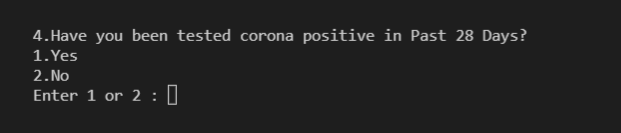 4.Have you been tested corona positive in Past 28 Days?
1.Yes
2.No
Enter 1 or 2 :